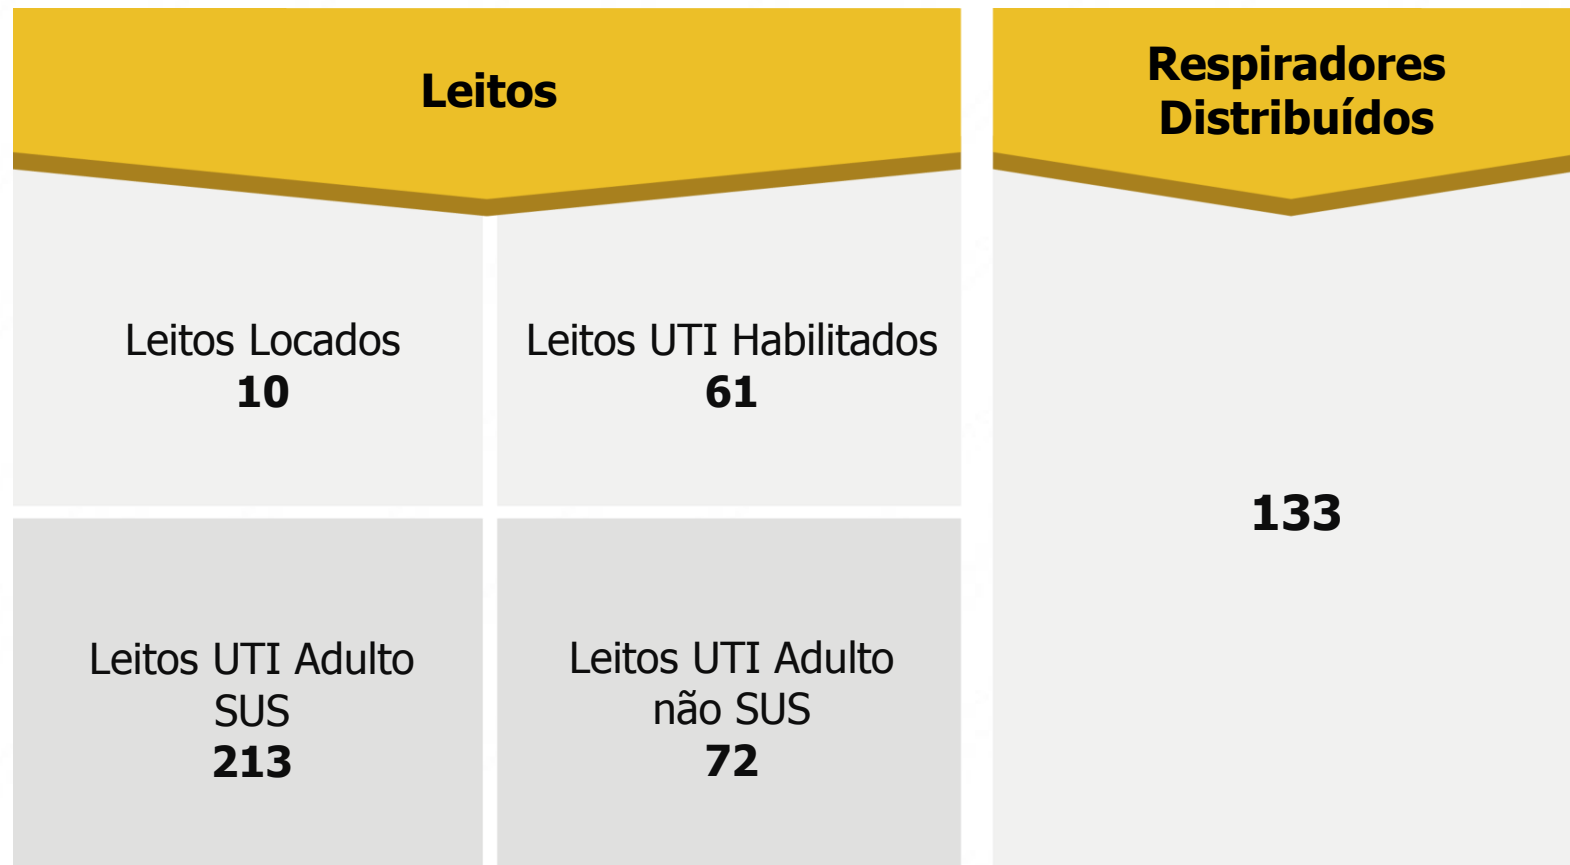 Leitos
Leitos Locados
10
Leitos UTI Habilitados
61
Leitos UTI Adulto
SUS
213
Leitos UTI Adulto
não SUS
72
Respiradores
Distribuídos
133